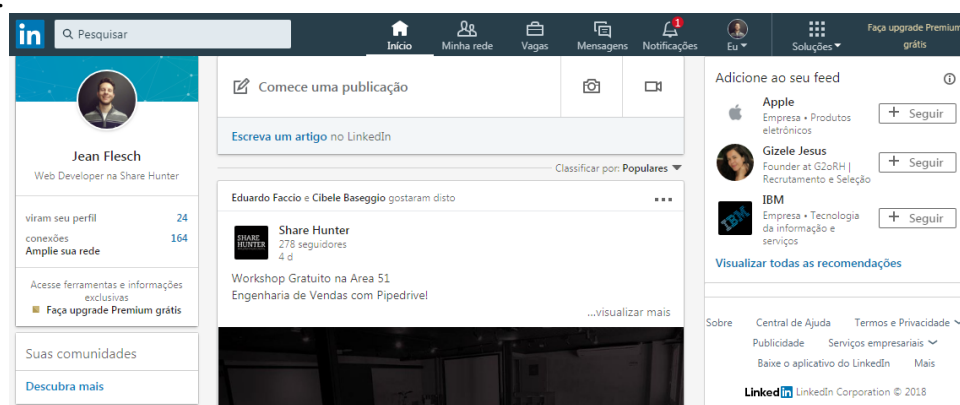 in
Pesquisar
Início
Minha rede
Vagas
Mensagens
1
Notificações
Eu
Soluções
Faça upgrade Premium
grátis
Jean Flesch
Web Developer na Share Hunter
viram seu perfil 24
conexões 164
Amplie sua rede
Acesse ferramentas e informações
exclusivas
Faça upgrade Premium grátis
Suas comunidades
Descubra mais
Comece uma publicação
Escreva um artigo no LinkedIn
Classificar por: Populares
Eduardo Faccio e Cibele Baseggio gostaram disto
SHARE
HUNTER
Share Hunter
278 seguidores
4 d
Workshop Gratuito na Area 51
Engenharia de Vendas com Pipedrive!
...visualizar mais
Adicione ao seu feed
Apple
Empresa • Produtos
eletrônicos
+ Seguir
Gizele Jesus
Founder at G2oRH |
Recrutamento e Seleção
+ Seguir
IBM
IBM
Empresa • Tecnologia
da informação e
serviços
+ Seguir
Visualizar todas as recomendações
Sobre Central de Ajuda Termos e Privacidade
Publicidade Serviços empresariais
Baixe o aplicativo do LinkedIn Mais
Linked in LinkedIn Corporation © 2018